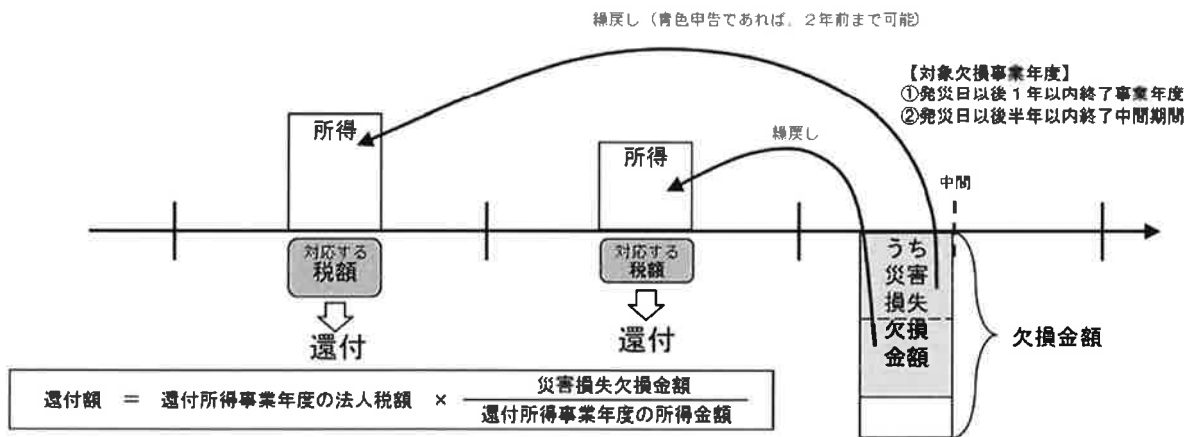 繰戻し（青色申告であれば、２年前まで可能）
【対象欠損事業年度】
①発災日以後１年以内終了事業年度
②発災日以後半年以内終了中間期間
所得
繰戻し
所得
中間
対応する
税額
対応する
税額
うち
災害
損失
欠損
金額
欠損金額
還付
還付
還付額 ＝ 還付所得事業年度の法人税額 × 災害損失欠損金額
還付所得事業年度の所得金額